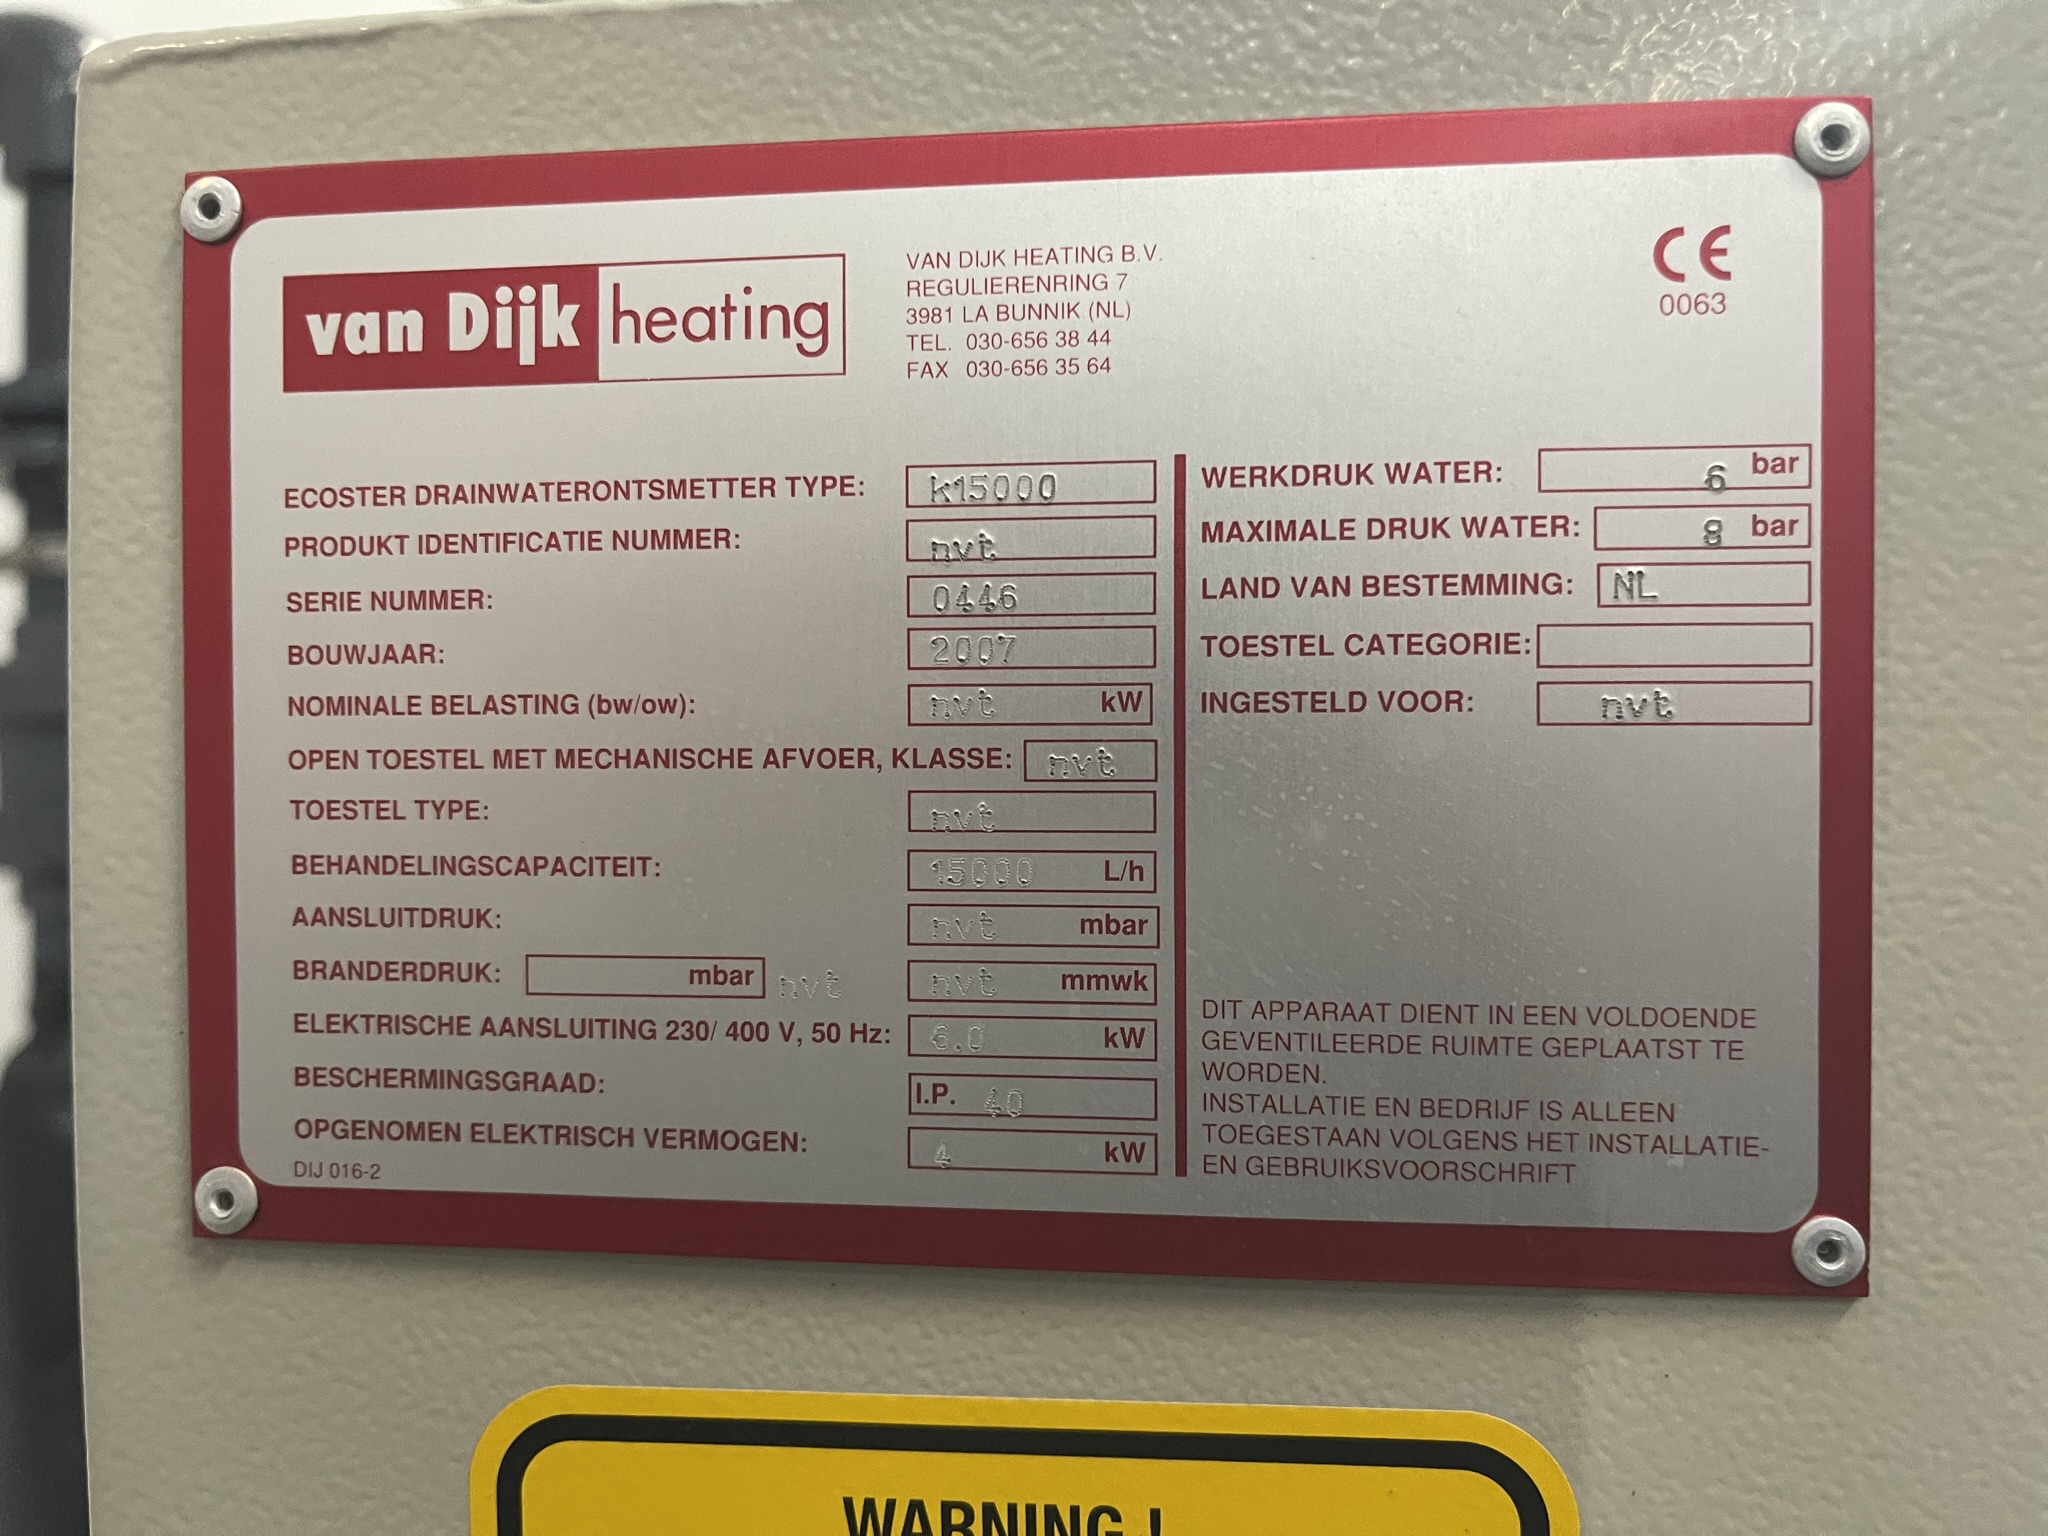 van Dijk heating
VAN DIJK HEATING B.V.
REGULIERENRING 7
3981 LA BUNNIK (NL)
TEL. 030-656 38 44
FAX 030-656 35 64
CE
0063
ECOSTER DRAINWATERONTSMETTER TYPE: k15000
PRODUKT IDENTIFICATIE NUMMER: nvt
SERIE NUMMER: 0446
BOUWJAAR: 2007
NOMINALE BELASTING (bw/ow): nvt kW
OPEN TOESTEL MET MECHANISCHE AFVOER, KLASSE: nvt
TOESTEL TYPE: nvt
BEHANDELINGSCAPACITEIT: 15000 L/h
AANSLUITDRUK: nvt mbar
BRANDERDRUK: mbar nvt nvt mmwk
ELEKTRISCHE AANSLUITING 230/ 400 V, 50 Hz: 6.0 kW
BESCHERMINGSGRAAD: I.P. 40
OPGENOMEN ELEKTRISCH VERMOGEN: 4 kW
DIJ 016-2
WERKDRUK WATER: 6 bar
MAXIMALE DRUK WATER: 8 bar
LAND VAN BESTEMMING: NL
TOESTEL CATEGORIE:
INGESTELD VOOR: nvt
DIT APPARAAT DIENT IN EEN VOLDOENDE
GEVENTILEERDE RUIMTE GEPLAATST TE
WORDEN.
INSTALLATIE EN BEDRIJF IS ALLEEN
TOEGESTAAN VOLGENS HET INSTALLATIE-
EN GEBRUIKSVOORSCHRIFT
WARNING !